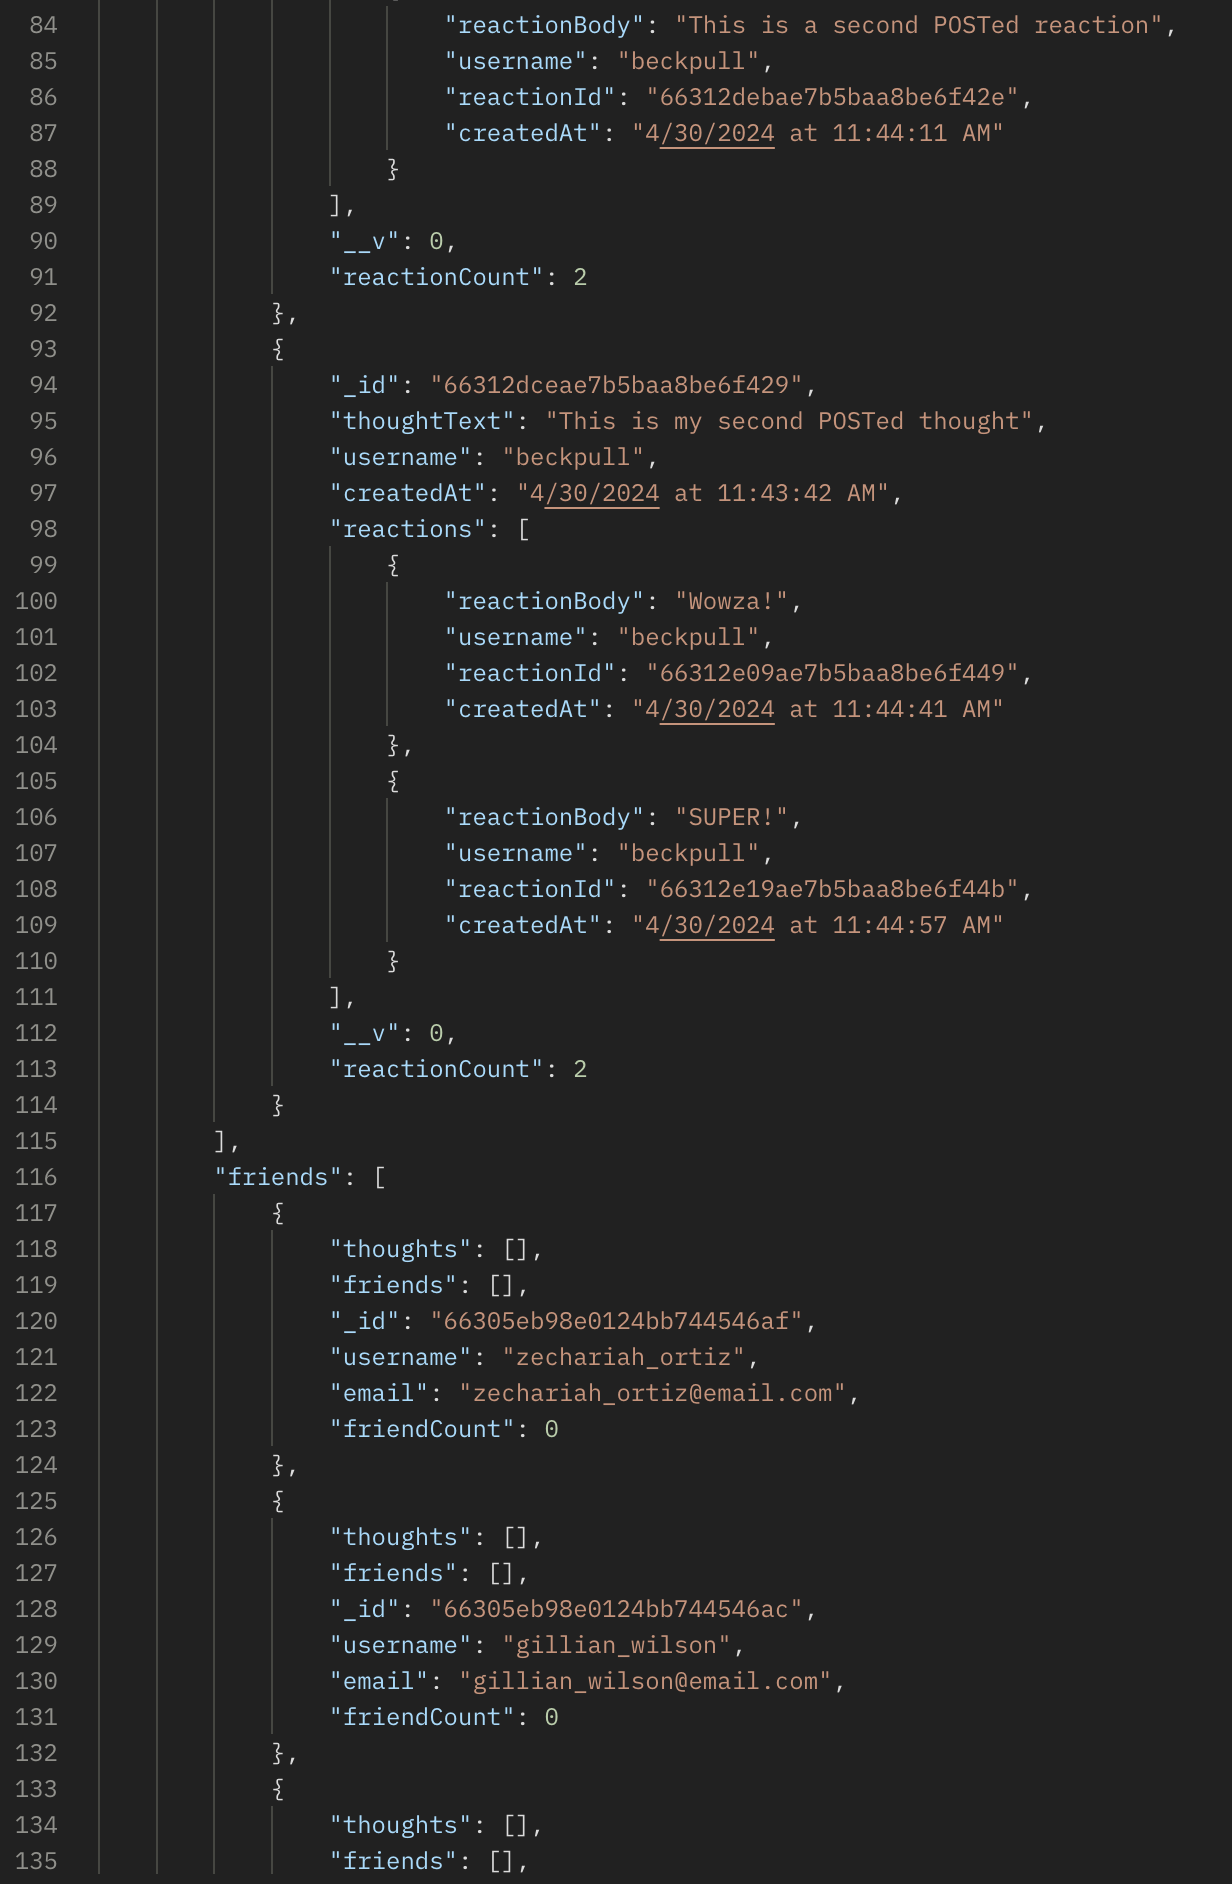 84 "reactionBody": "This is a second POSTed reaction",
85 "username": "beckpull",
86 "reactionId": "66312debae7b5baa8be6f42e",
87 "createdAt": "4/30/2024 at 11:44:11 AM"
88 }
89 ],
90 "__v": 0,
91 "reactionCount": 2
92 },
93 {
94 "_id": "66312dceae7b5baa8be6f429",
95 "thoughtText": "This is my second POSTed thought",
96 "username": "beckpull",
97 "createdAt": "4/30/2024 at 11:43:42 AM",
98 "reactions": [
99 {
100 "reactionBody": "Wowza!",
101 "username": "beckpull",
102 "reactionId": "66312e09ae7b5baa8be6f449",
103 "createdAt": "4/30/2024 at 11:44:41 AM"
104 },
105 {
106 "reactionBody": "SUPER!",
107 "username": "beckpull",
108 "reactionId": "66312e19ae7b5baa8be6f44b",
109 "createdAt": "4/30/2024 at 11:44:57 AM"
110 }
111 ],
112 "__v": 0,
113 "reactionCount": 2
114 }
115 ],
116 "friends": [
117 {
118 "thoughts": [],
119 "friends": [],
120 "_id": "66305eb98e0124bb744546af",
121 "username": "zechariah_ortiz",
122 "email": "zechariah_ortiz@email.com",
123 "friendCount": 0
124 },
125 {
126 "thoughts": [],
127 "friends": [],
128 "_id": "66305eb98e0124bb744546ac",
129 "username": "gillian_wilson",
130 "email": "gillian_wilson@email.com",
131 "friendCount": 0
132 },
133 {
134 "thoughts": [],
135 "friends": [],